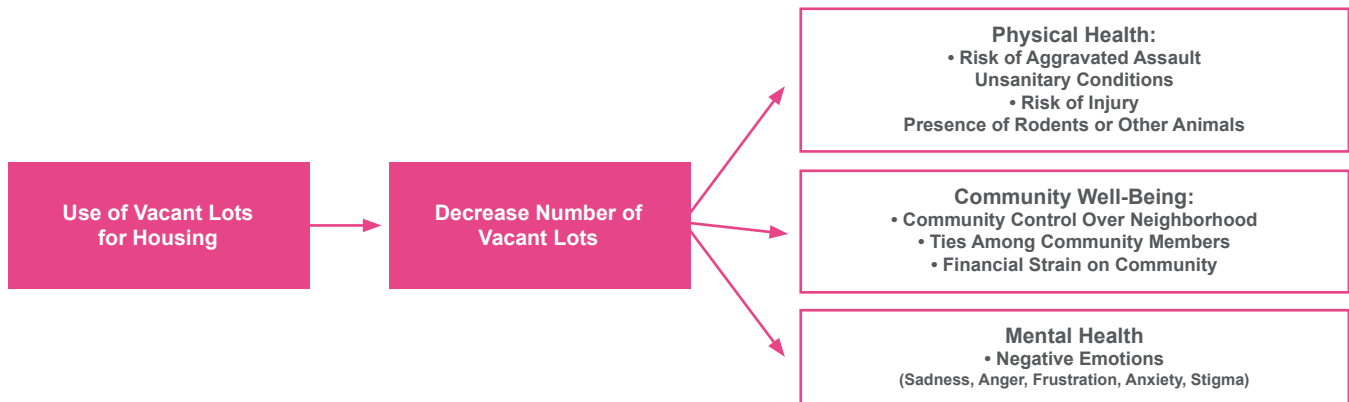 Use of Vacant Lots
for Housing
Decrease Number of
Vacant Lots
Physical Health:
• Risk of Aggravated Assault
Unsanitary Conditions
• Risk of Injury
Presence of Rodents or Other Animals
Community Well-Being:
• Community Control Over Neighborhood
• Ties Among Community Members
• Financial Strain on Community
Mental Health
• Negative Emotions
(Sadness, Anger, Frustration, Anxiety, Stigma)